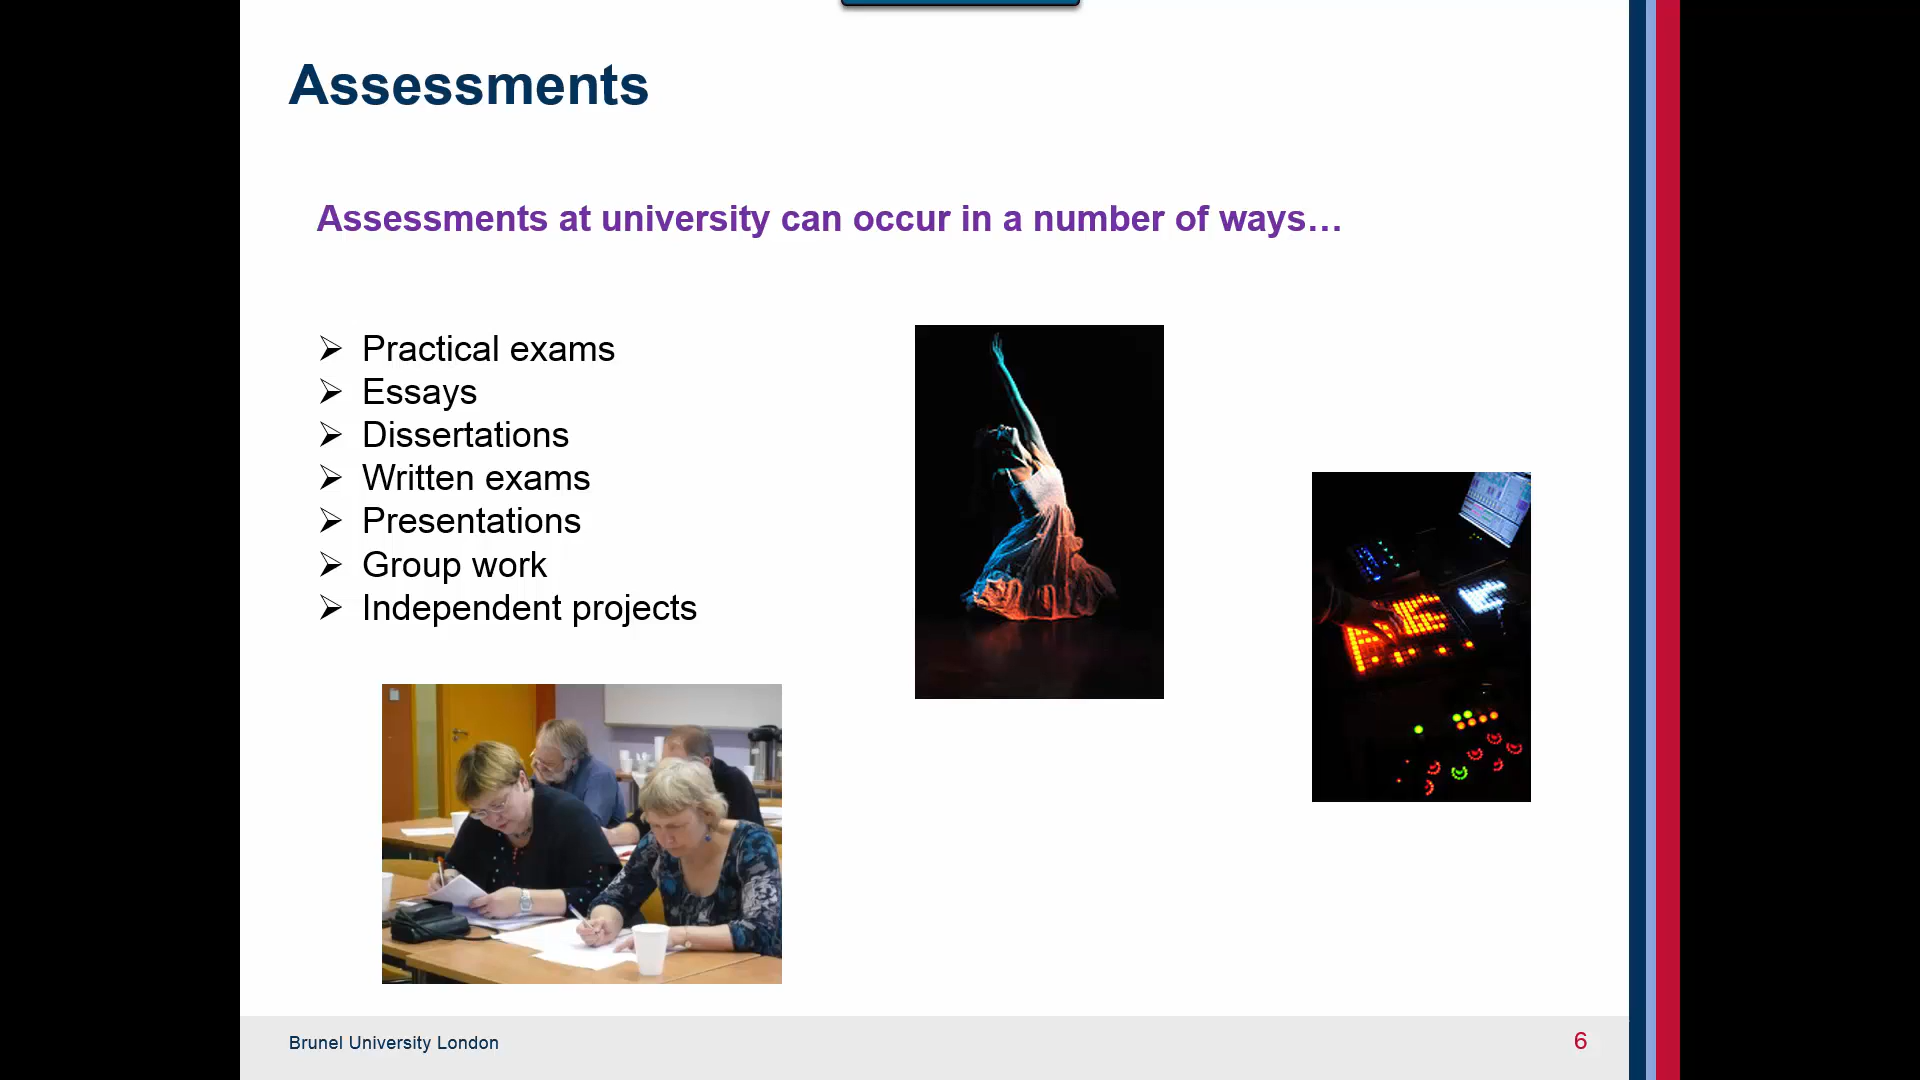 Assessments
Assessments at university can occur in a number of ways…
Practical exams
Essays
Dissertations
Written exams
Presentations
Group work
Independent projects
Brunel University London
6